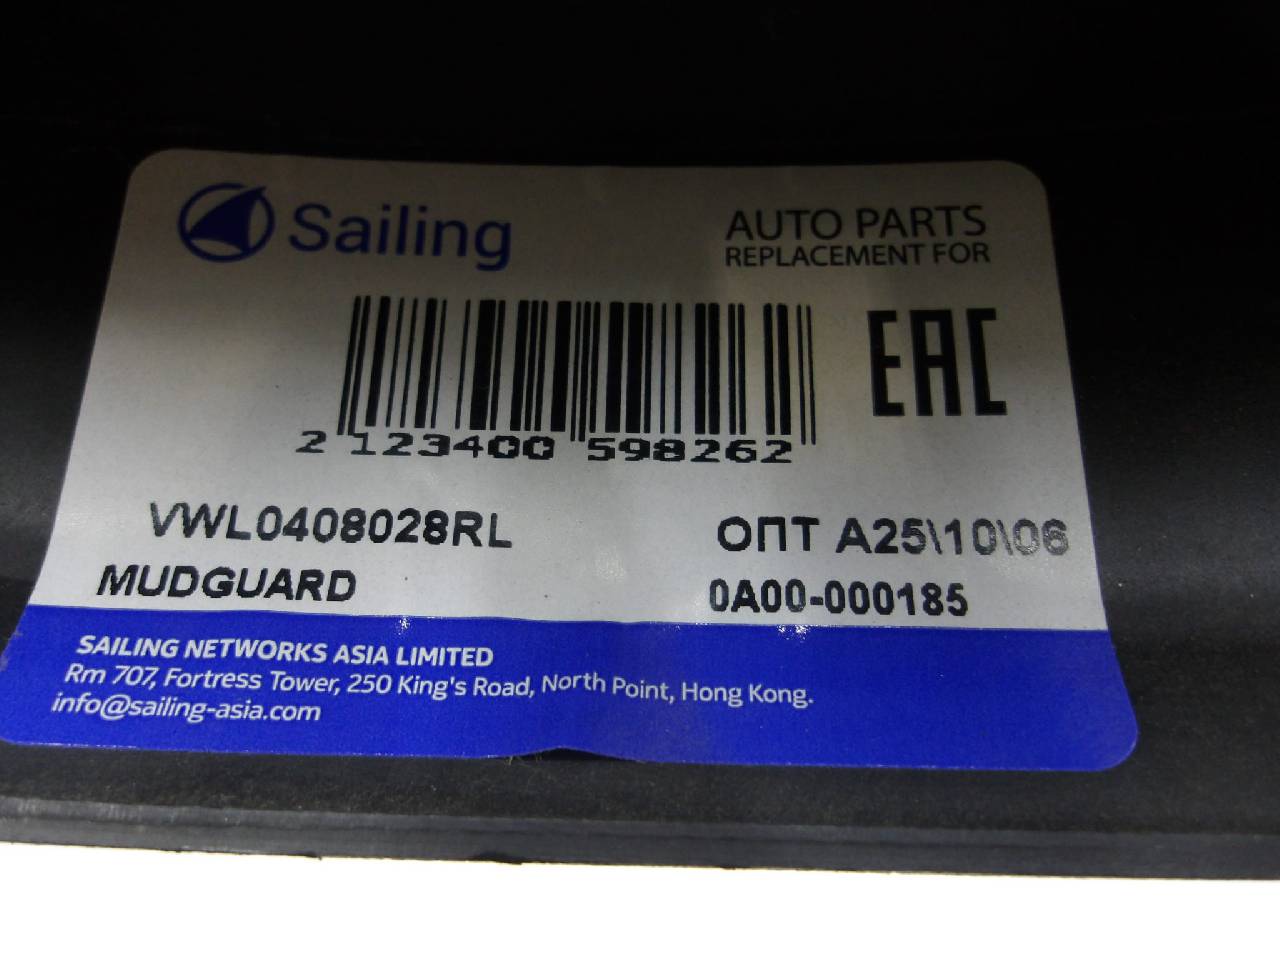 Sailing
AUTO PARTS
REPLACEMENT FOR
EAC
2 123400 598262
VWL0408028RL
ОПТ A25\10\06
MUDGUARD
0A00-000185
SAILING NETWORKS ASIA LIMITED
Rm 707, Fortress Tower, 250 King's Road, North Point, Hong Kong.
info@sailing-asia.com